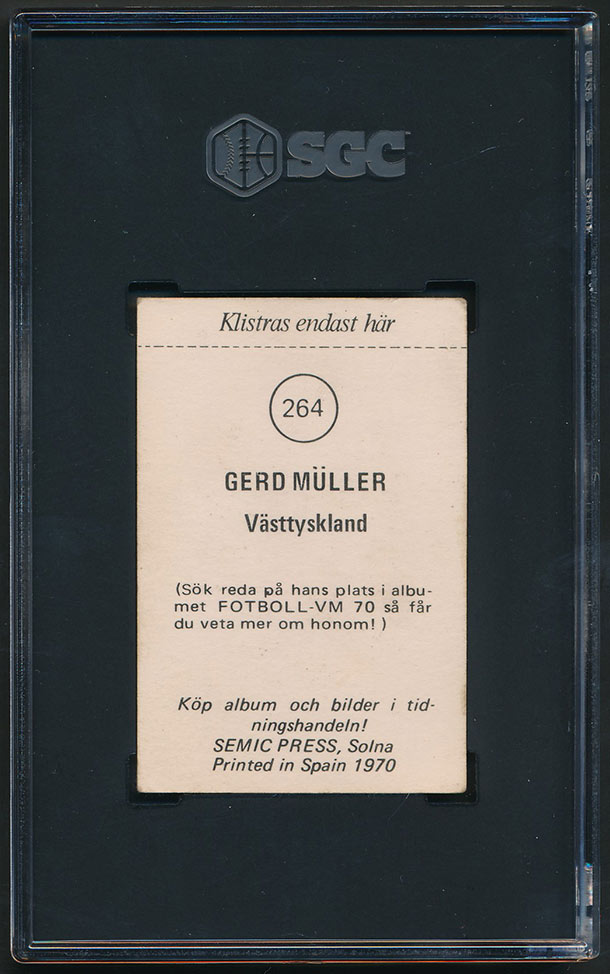 SGC
Klistras endast här
264
GERD MÜLLER
Västtyskland
(Sök reda på hans plats i albu-
met FOTBOLL-VM 70 så får
du veta mer om honom! )
Köp album och bilder i tid-
ningshandeln!
SEMIC PRESS, Solna
Printed in Spain 1970